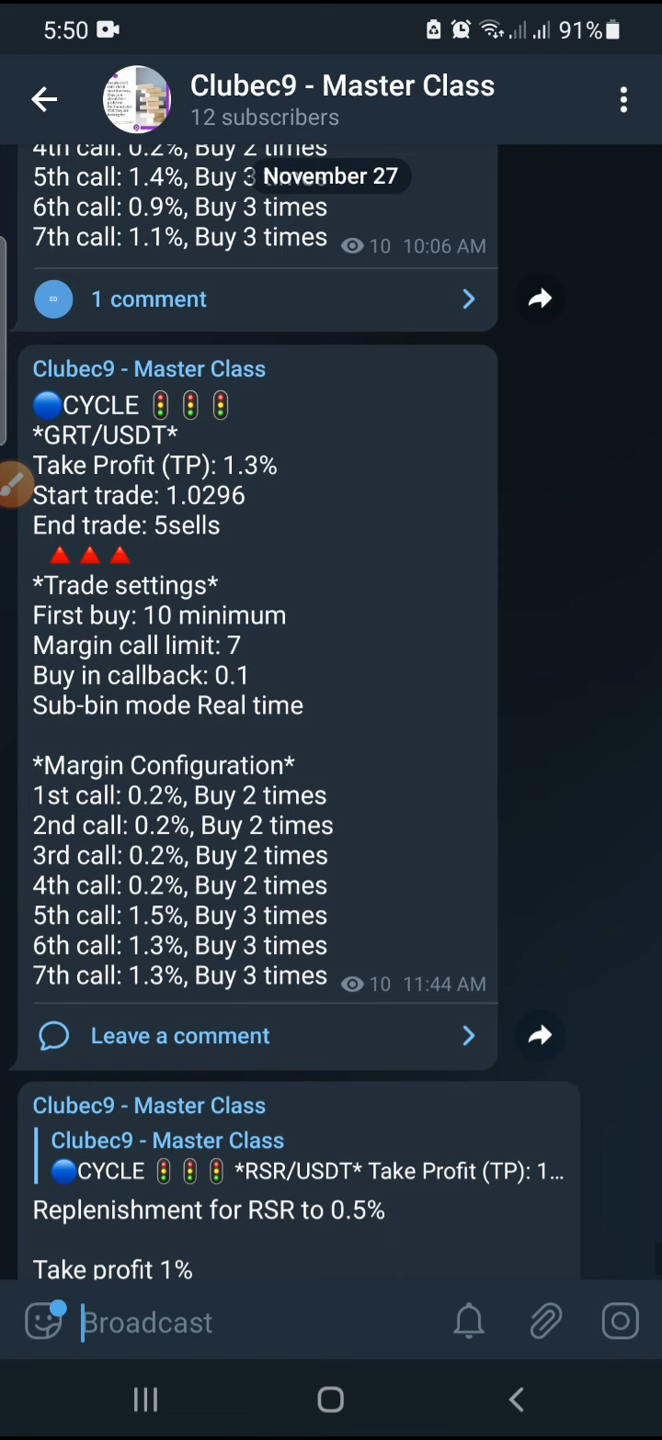 5:50
91%
Clubec9 - Master Class
12 subscribers
4th call: 0.2%, Buy 2 times
5th call: 1.4%, Buy 3
November 27
6th call: 0.9%, Buy 3 times
7th call: 1.1%, Buy 3 times
10 10:06 AM
1 comment
Clubec9 - Master Class
🔵CYCLE 🚦🚦🚦
*GRT/USDT*
Take Profit (TP): 1.3%
Start trade: 1.0296
End trade: 5sells
🔺🔺🔺
*Trade settings*
First buy: 10 minimum
Margin call limit: 7
Buy in callback: 0.1
Sub-bin mode Real time
*Margin Configuration*
1st call: 0.2%, Buy 2 times
2nd call: 0.2%, Buy 2 times
3rd call: 0.2%, Buy 2 times
4th call: 0.2%, Buy 2 times
5th call: 1.5%, Buy 3 times
6th call: 1.3%, Buy 3 times
7th call: 1.3%, Buy 3 times
10 11:44 AM
Leave a comment
Clubec9 - Master Class
Clubec9 - Master Class
🔵CYCLE 🚦🚦🚦 *RSR/USDT* Take Profit (TP): 1...
Replenishment for RSR to 0.5%
Take profit 1%
Broadcast